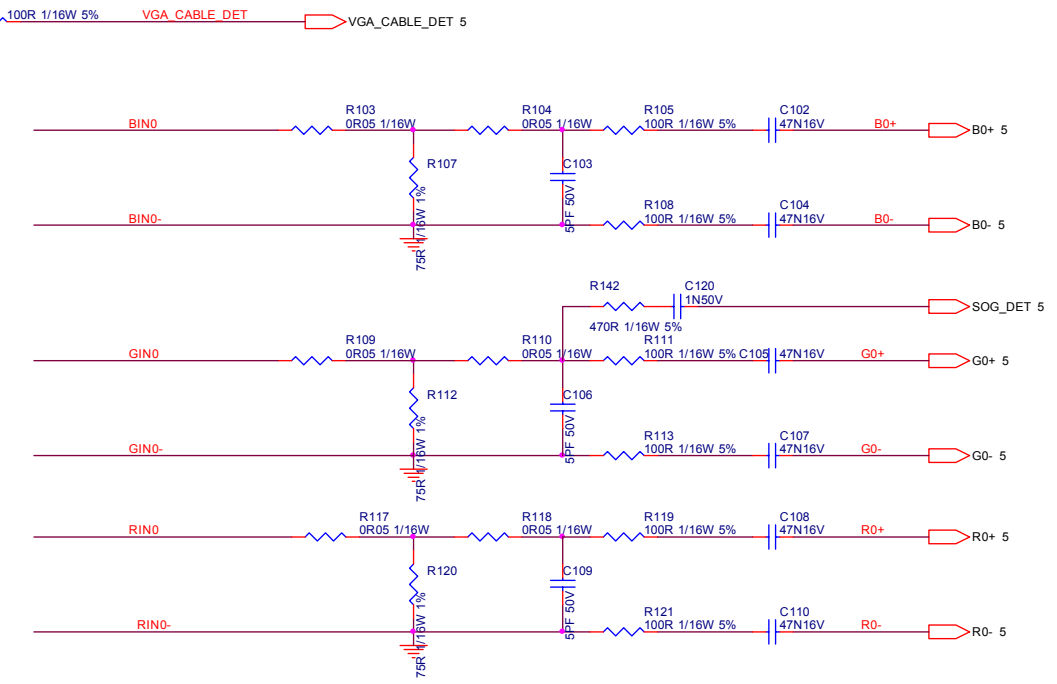 100R 1/16W 5% VGA_CABLE_DET VGA_CABLE_DET 5
R103 R104 R105 C102
BIN0 0R05 1/16W 0R05 1/16W 100R 1/16W 5% 47N16V B0+ B0+ 5
R107 C103
75R 1/16W 1%
5PF 50V
R108 C104
BIN0- 100R 1/16W 5% 47N16V B0- B0- 5
R142 C120
1N50V SOG_DET 5
470R 1/16W 5%
R109 R110 R111
GIN0 0R05 1/16W 0R05 1/16W 100R 1/16W 5% C105 47N16V G0+ G0+ 5
R112 C106
75R 1/16W 1%
5PF 50V
R113 C107
GIN0- 100R 1/16W 5% 47N16V G0- G0- 5
R117 R118 R119 C108
RIN0 0R05 1/16W 0R05 1/16W 100R 1/16W 5% 47N16V R0+ R0+ 5
R120 C109
75R 1/16W 1%
5PF 50V
R121 C110
RIN0- 100R 1/16W 5% 47N16V R0- R0- 5